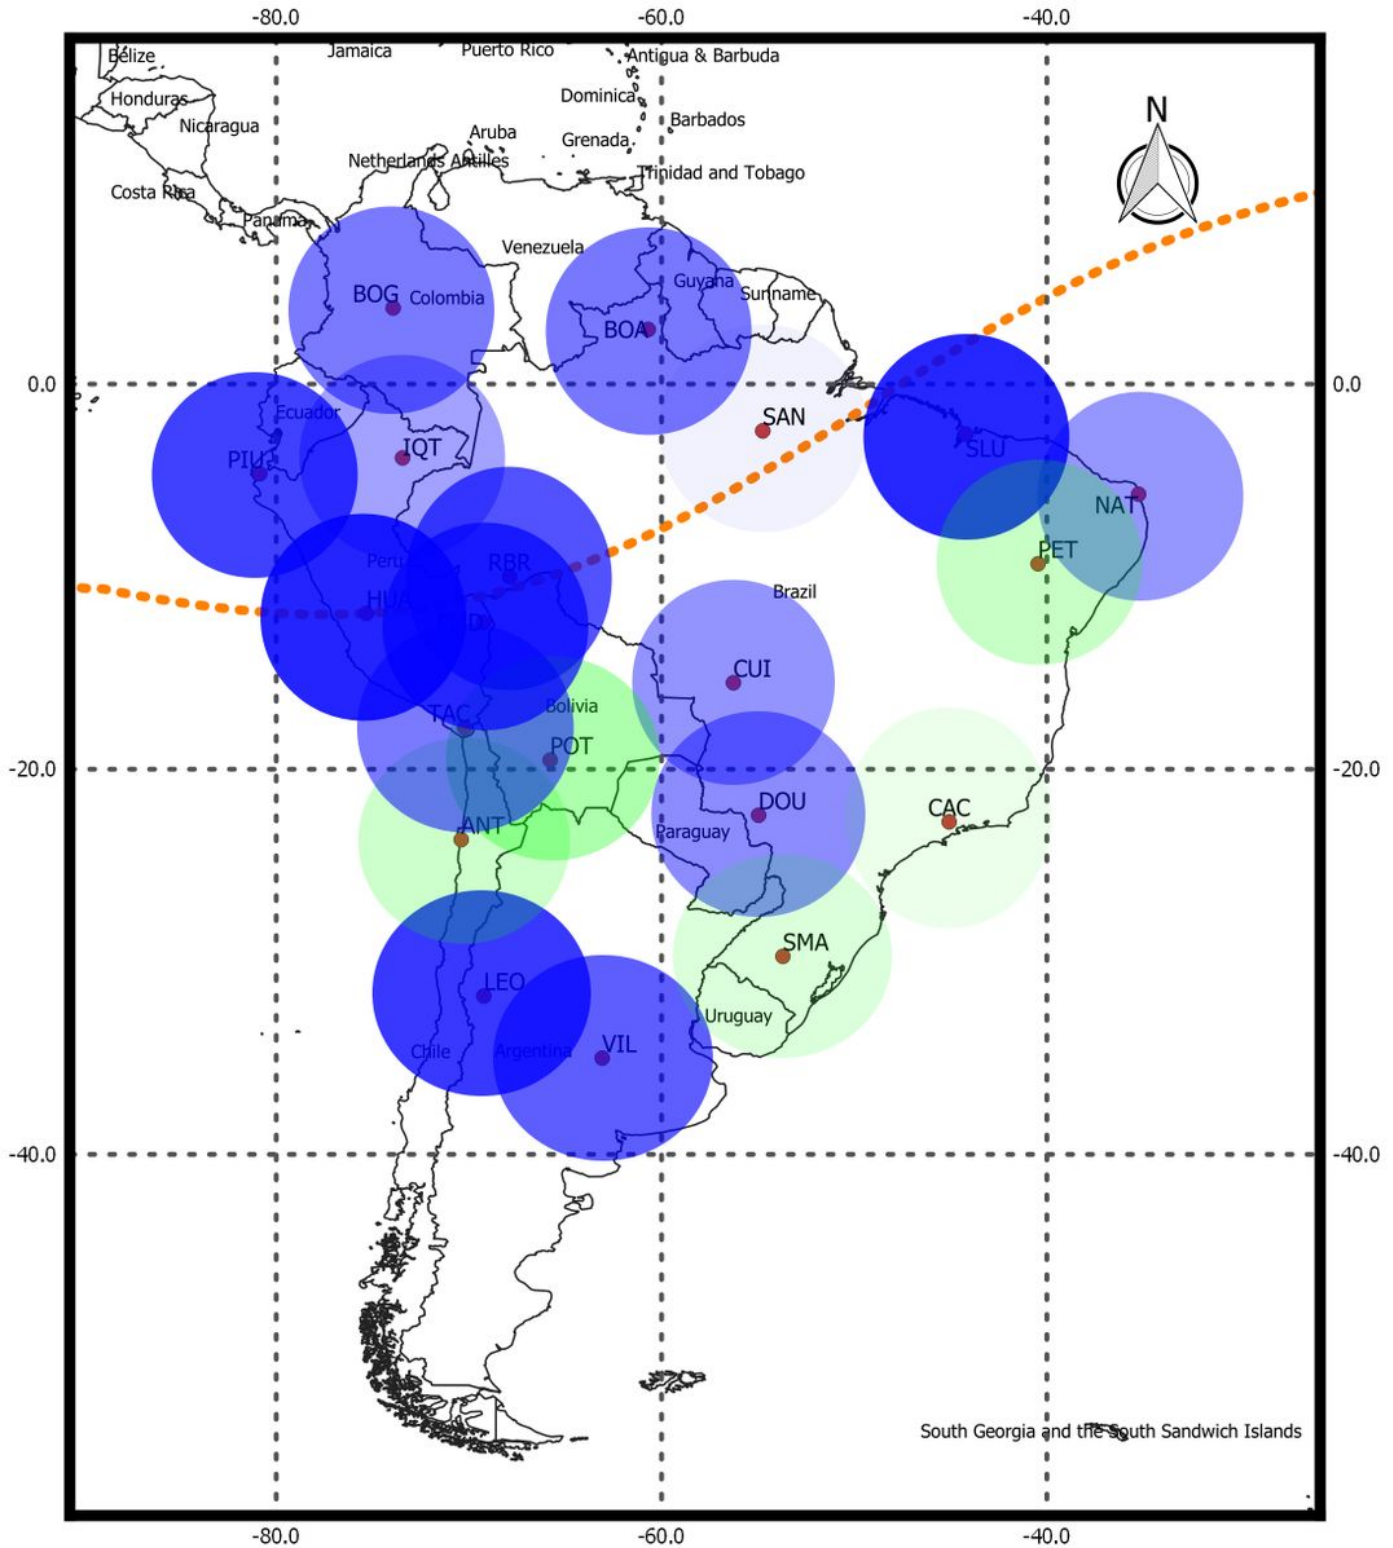 -80.0 -60.0 -40.0
Belize
Jamaica
Puerto Rico
Antigua & Barbuda
Honduras
Dominica
N
Nicaragua
Barbados
Aruba
Grenada
Netherlands Antilles
Trinidad and Tobago
Costa Rica
Panama
Venezuela
Guyana
Suriname
BOG
Colombia
BOA
0.0
0.0
Ecuador
SAN
IQT
SLU
PIU
NAT
PET
Peru
RBR
HUA
Brazil
CUI
Bolivia
TAC
POT
-20.0
-20.0
DOU
CAC
ANT
Paraguay
SMA
LEO
Uruguay
VIL
Chile
Argentina
-40.0
-40.0
South Georgia and the South Sandwich Islands
-80.0 -60.0 -40.0